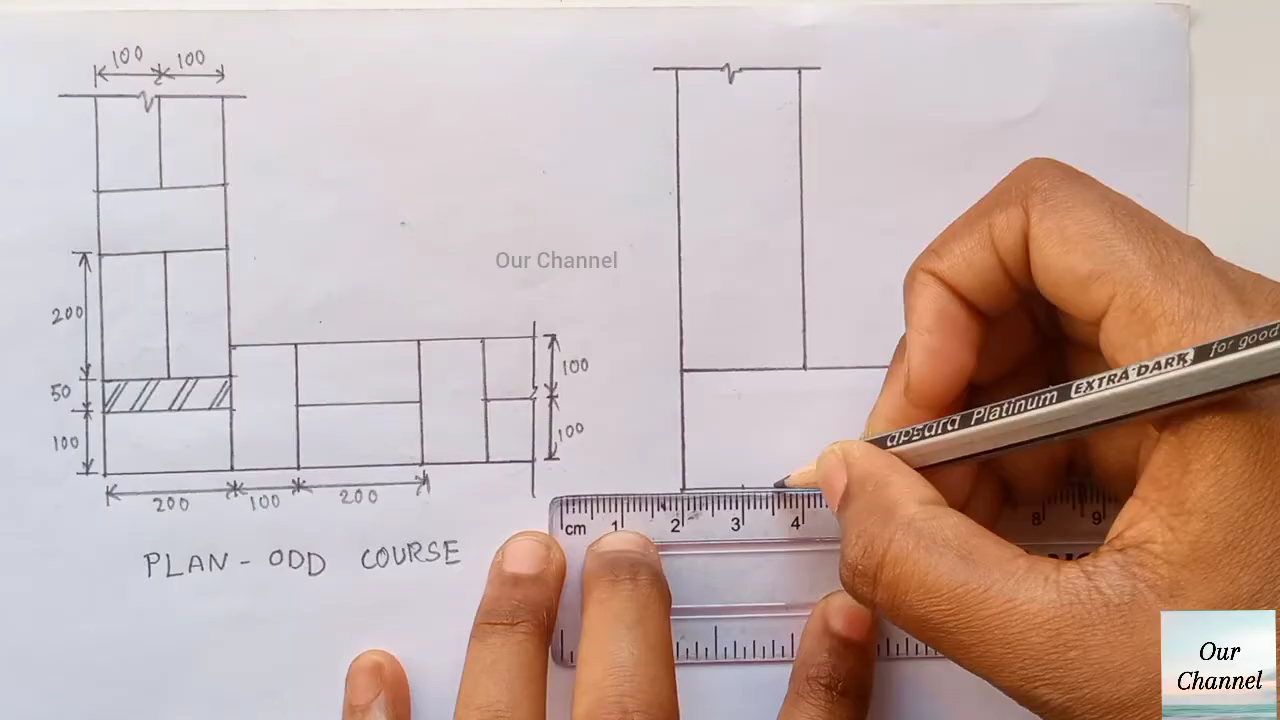 100 100
200
50
100
100
100
200 100 200
PLAN - ODD COURSE
Our Channel
apsara Platinum EXTRA DARK for good
cm 1 2 3 4 8 9
Our
Channel